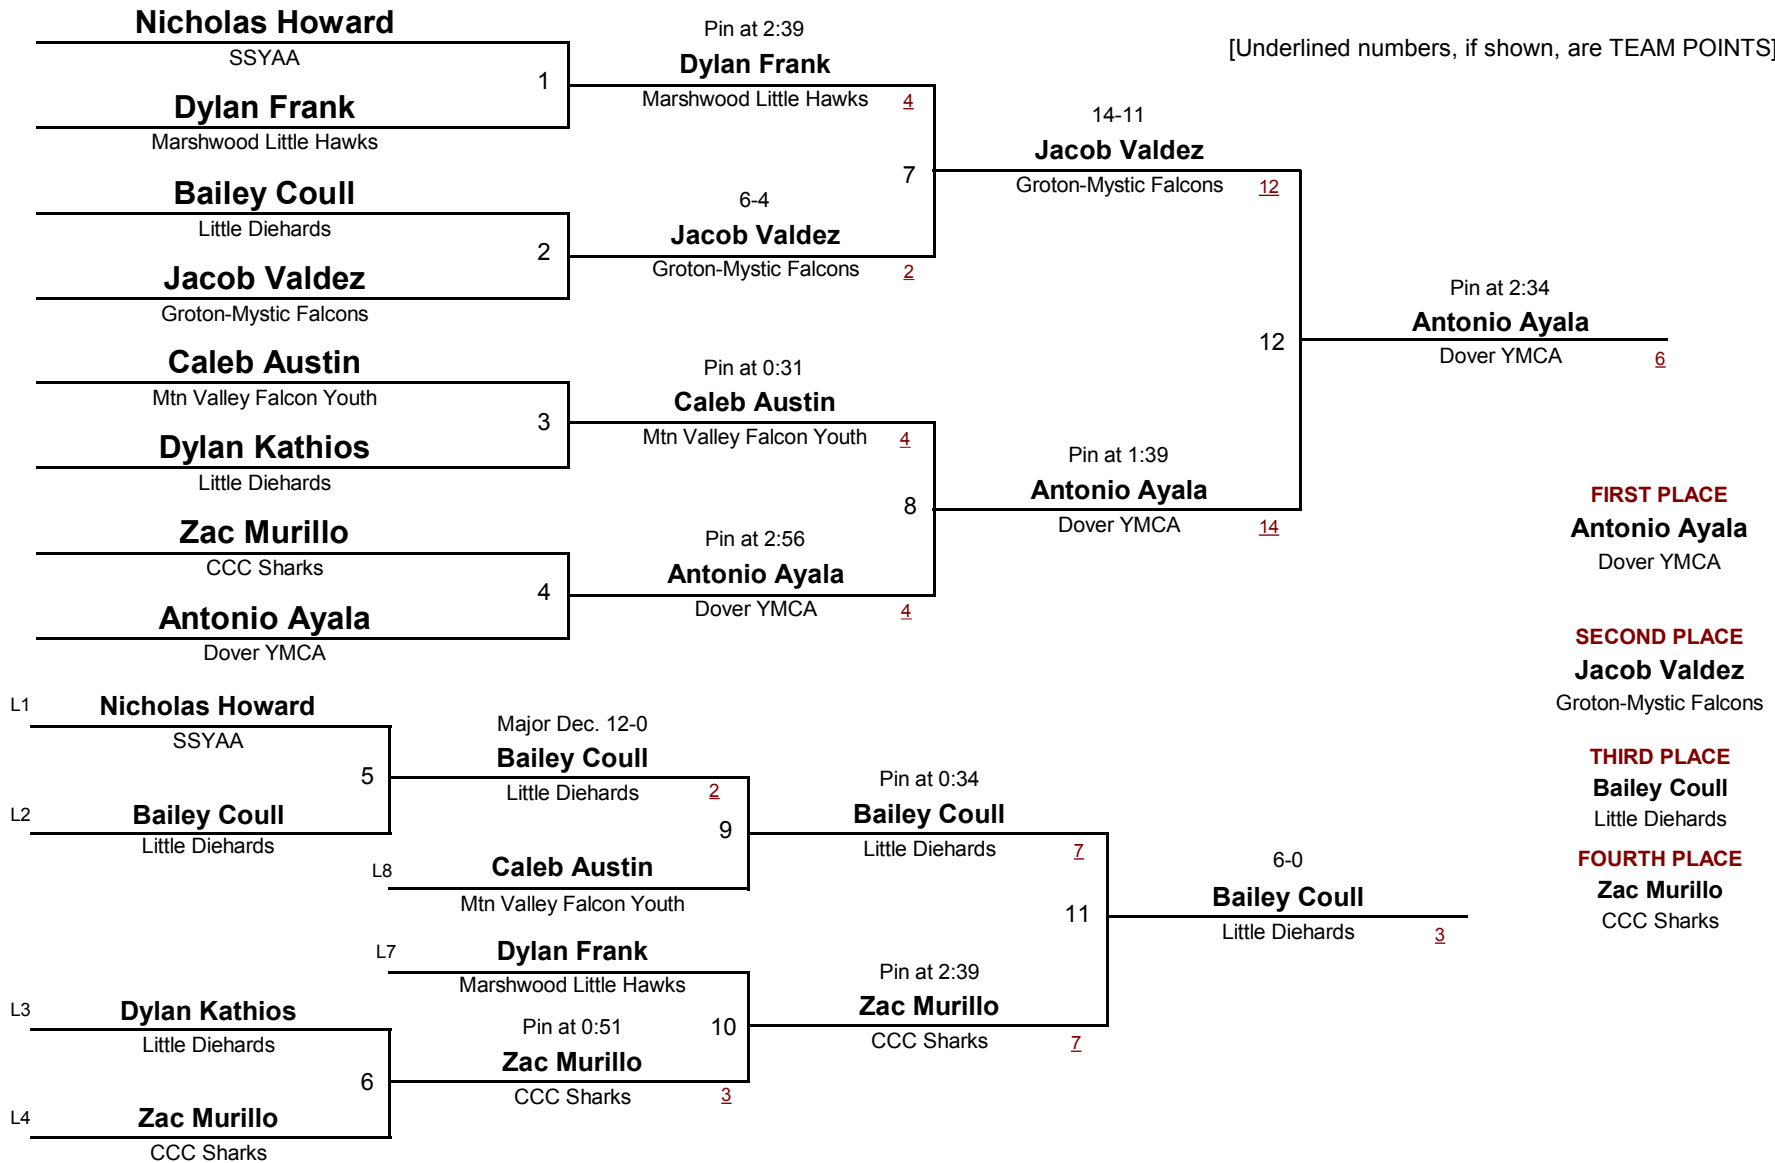 [Underlined numbers, if shown, are TEAM POINTS]
Nicholas Howard
SSYAA
1
Dylan Frank
Marshwood Little Hawks
Bailey Coull
Little Diehards
2
Jacob Valdez
Groton-Mystic Falcons
Caleb Austin
Mtn Valley Falcon Youth
3
Dylan Kathios
Little Diehards
Zac Murillo
CCC Sharks
4
Antonio Ayala
Dover YMCA
Pin at 2:39
Dylan Frank
Marshwood Little Hawks 4
7
6-4
Jacob Valdez
Groton-Mystic Falcons 2
Pin at 0:31
Caleb Austin
Mtn Valley Falcon Youth 4
8
Pin at 2:56
Antonio Ayala
Dover YMCA 4
14-11
Jacob Valdez
Groton-Mystic Falcons 12
12
Pin at 1:39
Antonio Ayala
Dover YMCA 14
Pin at 2:34
Antonio Ayala
Dover YMCA 6
FIRST PLACE
Antonio Ayala
Dover YMCA
SECOND PLACE
Jacob Valdez
Groton-Mystic Falcons
THIRD PLACE
Bailey Coull
Little Diehards
FOURTH PLACE
Zac Murillo
CCC Sharks
L1 Nicholas Howard
SSYAA
5
L2 Bailey Coull
Little Diehards
Major Dec. 12-0
Bailey Coull
Little Diehards 2
9
L8 Caleb Austin
Mtn Valley Falcon Youth
L7 Dylan Frank
Marshwood Little Hawks
10
L3 Dylan Kathios
Little Diehards
6
L4 Zac Murillo
CCC Sharks
Pin at 0:51
Zac Murillo
CCC Sharks 3
Pin at 0:34
Bailey Coull
Little Diehards 7
11
Pin at 2:39
Zac Murillo
CCC Sharks 7
6-0
Bailey Coull
Little Diehards 3